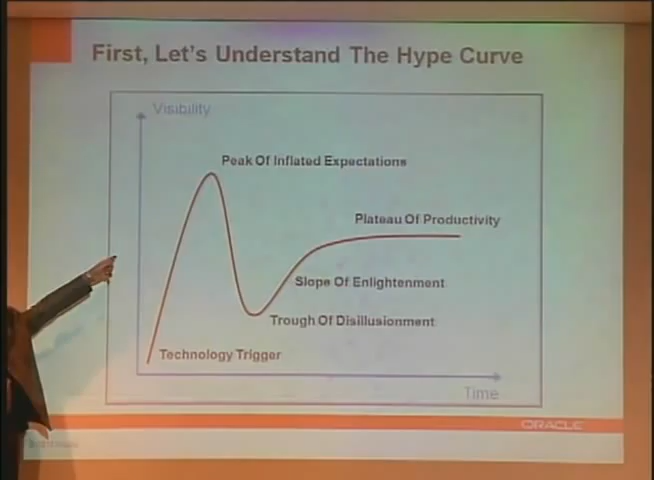 First, Let's Understand The Hype Curve
Visibility
Peak Of Inflated Expectations
Plateau Of Productivity
Slope Of Enlightenment
Trough Of Disillusionment
Technology Trigger
Time
ORACLE